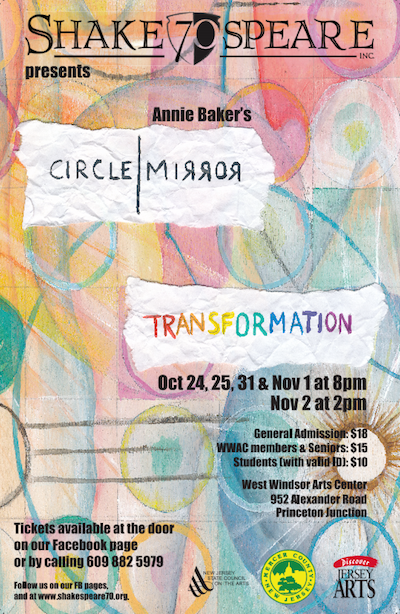 SHAKE70SPEARE
INC.
presents
Annie Baker's
CIRCLE|MIRROR
TRANSFORMATION
Oct 24, 25, 31 & Nov 1 at 8pm
Nov 2 at 2pm
General Admission: $18
WWAC members & Seniors: $15
Students (with valid ID): $10
West Windsor Arts Center
952 Alexander Road
Princeton Junction
Tickets available at the door
on our Facebook page
or by calling 609 882 5979
Follow us on our FB pages,
and at www.shakespeare70.org.
NEW JERSEY
STATE COUNCIL
ON THE ARTS
MERCER COUNTY
NEW JERSEY
Discover
JERSEY
ARTS